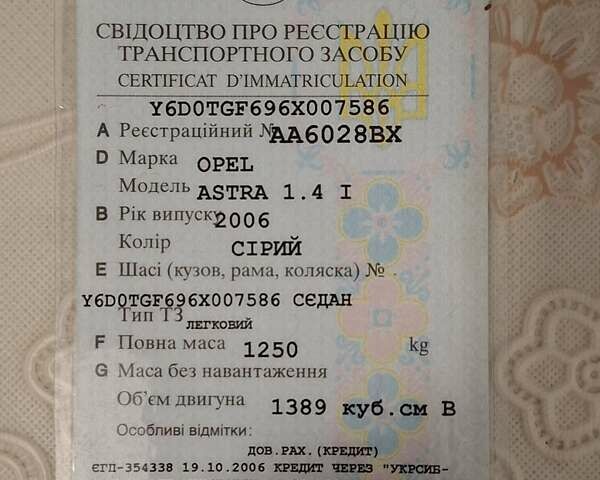 СВІДОЦТВО ПРО РЕЄСТРАЦІЮ
ТРАНСПОРТНОГО ЗАСОБУ
CERTIFICAT D'IMMATRICULATION
Y6D0TGF696X007586
A Реєстраційний № AA6028BX
D Марка OPEL
Модель ASTRA 1.4 I
B Рік випуску 2006
Колір СІРИЙ
E Шасі (кузов, рама, коляска) №
Y6D0TGF696X007586 СЄДАН
Тип ТЗ ЛЕГКОВИЙ
F Повна маса 1250 kg
G Маса без навантаження
Об'єм двигуна 1389 куб.см В
Особливі відмітки:
ДОВ.РАХ.(КРЕДИТ)
ЄГП-354338 19.10.2006 КРЕДИТ ЧЕРЕЗ "УКРСИБ-